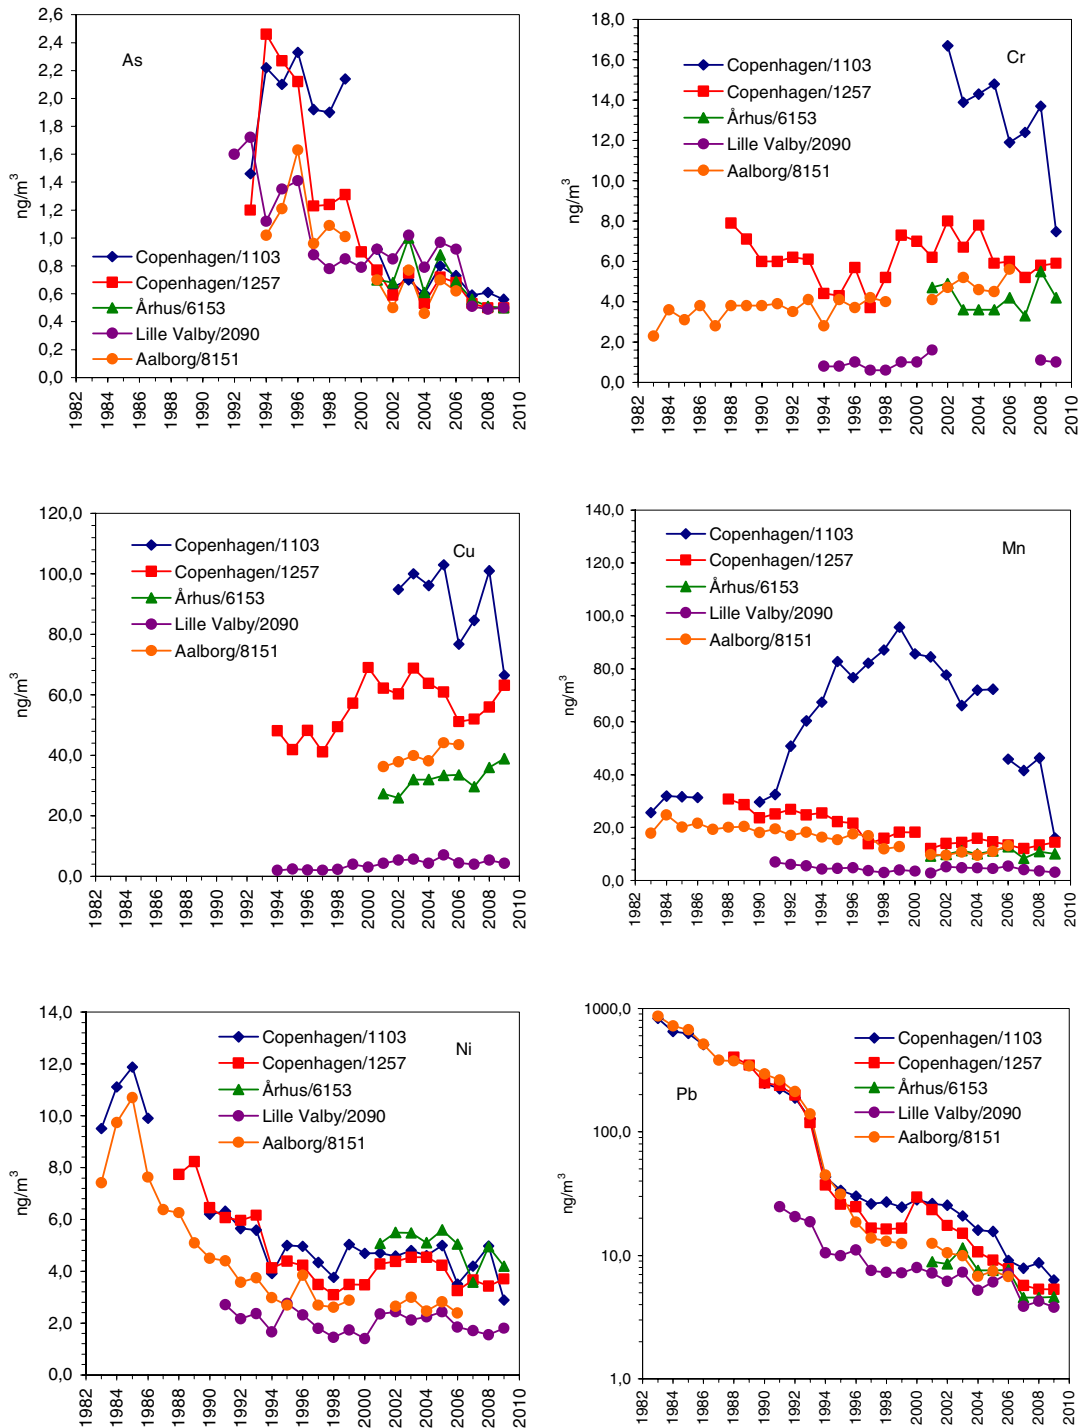 As
ng/m³
2,6
2,4
2,2
2,0
1,8
1,6
1,4
1,2
1,0
0,8
0,6
0,4
0,2
0,0
Copenhagen/1103
Copenhagen/1257
Århus/6153
Lille Valby/2090
Aalborg/8151
1982 1984 1986 1988 1990 1992 1994 1996 1998 2000 2002 2004 2006 2008 2010
Cr
ng/m³
18,0
16,0
14,0
12,0
10,0
8,0
6,0
4,0
2,0
0,0
Copenhagen/1103
Copenhagen/1257
Århus/6153
Lille Valby/2090
Aalborg/8151
1982 1984 1986 1988 1990 1992 1994 1996 1998 2000 2002 2004 2006 2008 2010
Cu
ng/m³
120,0
100,0
80,0
60,0
40,0
20,0
0,0
Copenhagen/1103
Copenhagen/1257
Århus/6153
Lille Valby/2090
Aalborg/8151
1982 1984 1986 1988 1990 1992 1994 1996 1998 2000 2002 2004 2006 2008 2010
Mn
ng/m³
140,0
120,0
100,0
80,0
60,0
40,0
20,0
0,0
Copenhagen/1103
Copenhagen/1257
Århus/6153
Lille Valby/2090
Aalborg/8151
1982 1984 1986 1988 1990 1992 1994 1996 1998 2000 2002 2004 2006 2008 2010
Ni
ng/m³
14,0
12,0
10,0
8,0
6,0
4,0
2,0
0,0
Copenhagen/1103
Copenhagen/1257
Århus/6153
Lille Valby/2090
Aalborg/8151
1982 1984 1986 1988 1990 1992 1994 1996 1998 2000 2002 2004 2006 2008 2010
Pb
ng/m³
1000,0
100,0
10,0
1,0
Copenhagen/1103
Copenhagen/1257
Århus/6153
Lille Valby/2090
Aalborg/8151
1982 1984 1986 1988 1990 1992 1994 1996 1998 2000 2002 2004 2006 2008 2010